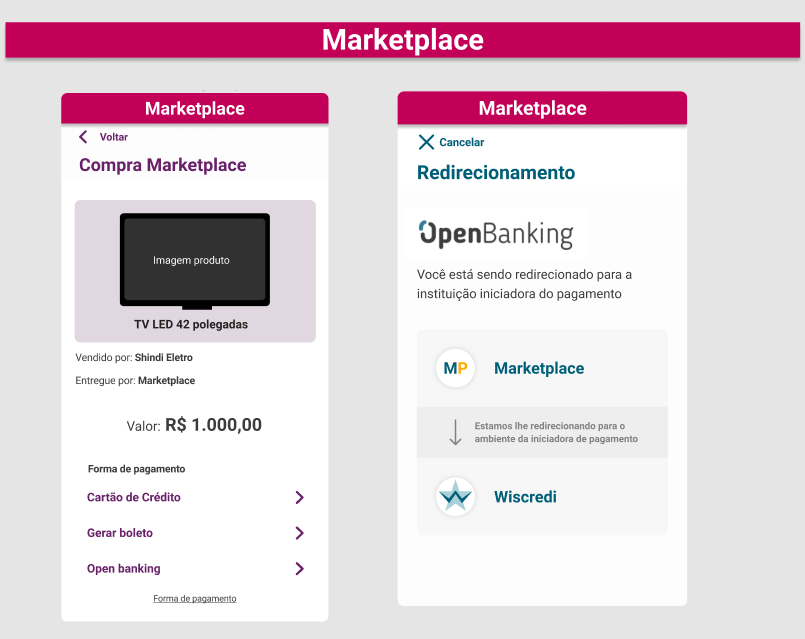 Marketplace
Marketplace
Voltar
Compra Marketplace
Imagem produto
TV LED 42 polegadas
Vendido por: Shindi Eletro
Entregue por: Marketplace
Valor: R$ 1.000,00
Forma de pagamento
Cartão de Crédito
Gerar boleto
Open banking
Forma de pagamento
Marketplace
Cancelar
Redirecionamento
OpenBanking
Você está sendo redirecionado para a
instituição iniciadora do pagamento
MP Marketplace
Estamos lhe redirecionando para o
ambiente da iniciadora de pagamento
Wiscredi